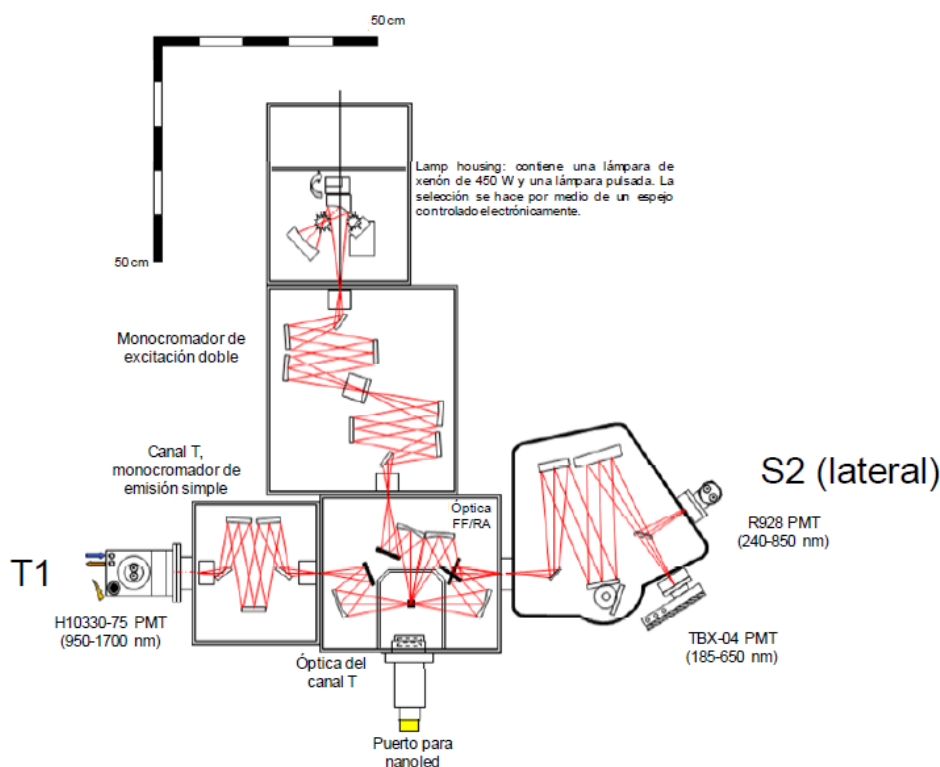 50 cm
50 cm
Lamp housing: contiene una lámpara de
xenón de 450 W y una lámpara pulsada. La
selección se hace por medio de un espejo
controlado electrónicamente.
Monocromador de
excitación doble
Canal T,
monocromador de
emisión simple
Óptica
FF/RA
S2 (lateral)
R928 PMT
(240-850 nm)
T1
H10330-75 PMT
(950-1700 nm)
TBX-04 PMT
(185-650 nm)
Óptica del
canal T
Puerto para
nanoled